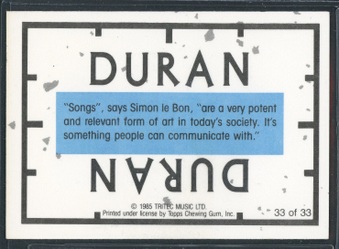 DURAN
"Songs", says Simon le Bon, "are a very potent
and relevant form of art in today's society. It's
something people can communicate with."
DURAN
© 1985 TRITEC MUSIC LTD.
Printed under license by Topps Chewing Gum, Inc.
33 of 33